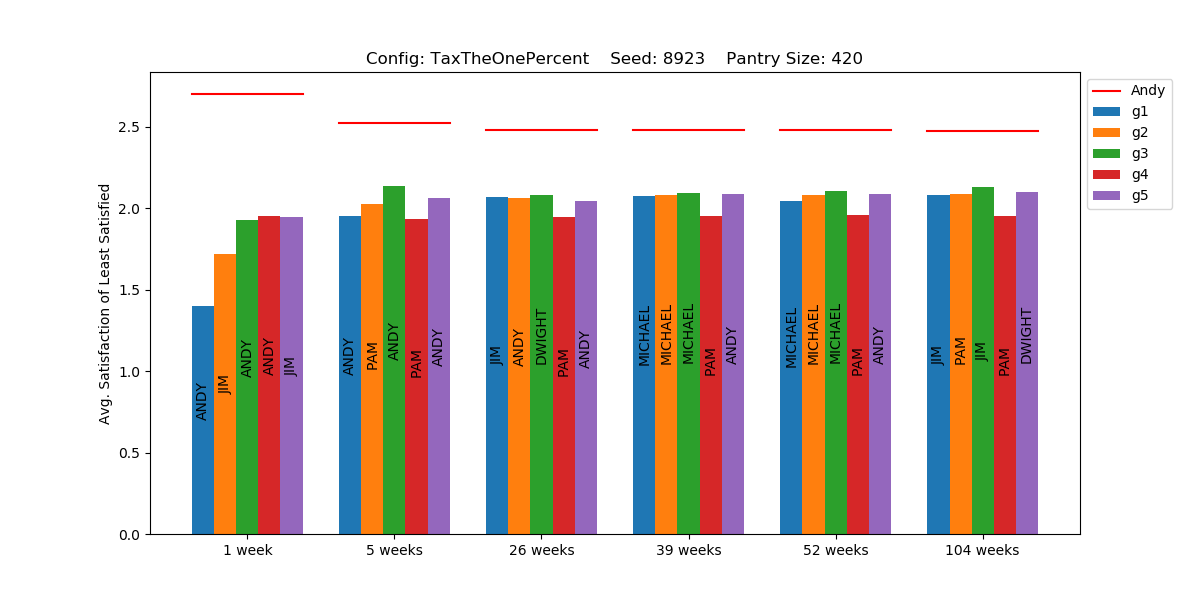 Config: TaxTheOnePercent    Seed: 8923    Pantry Size: 420
Avg. Satisfaction of Least Satisfied
2.5
2.0
1.5
1.0
0.5
0.0
ANDY
JIM
ANDY
ANDY
JIM
ANDY
PAM
ANDY
PAM
ANDY
JIM
ANDY
DWIGHT
PAM
ANDY
MICHAEL
MICHAEL
MICHAEL
PAM
ANDY
MICHAEL
MICHAEL
MICHAEL
PAM
ANDY
JIM
PAM
JIM
PAM
DWIGHT
1 week
5 weeks
26 weeks
39 weeks
52 weeks
104 weeks
Andy
g1
g2
g3
g4
g5